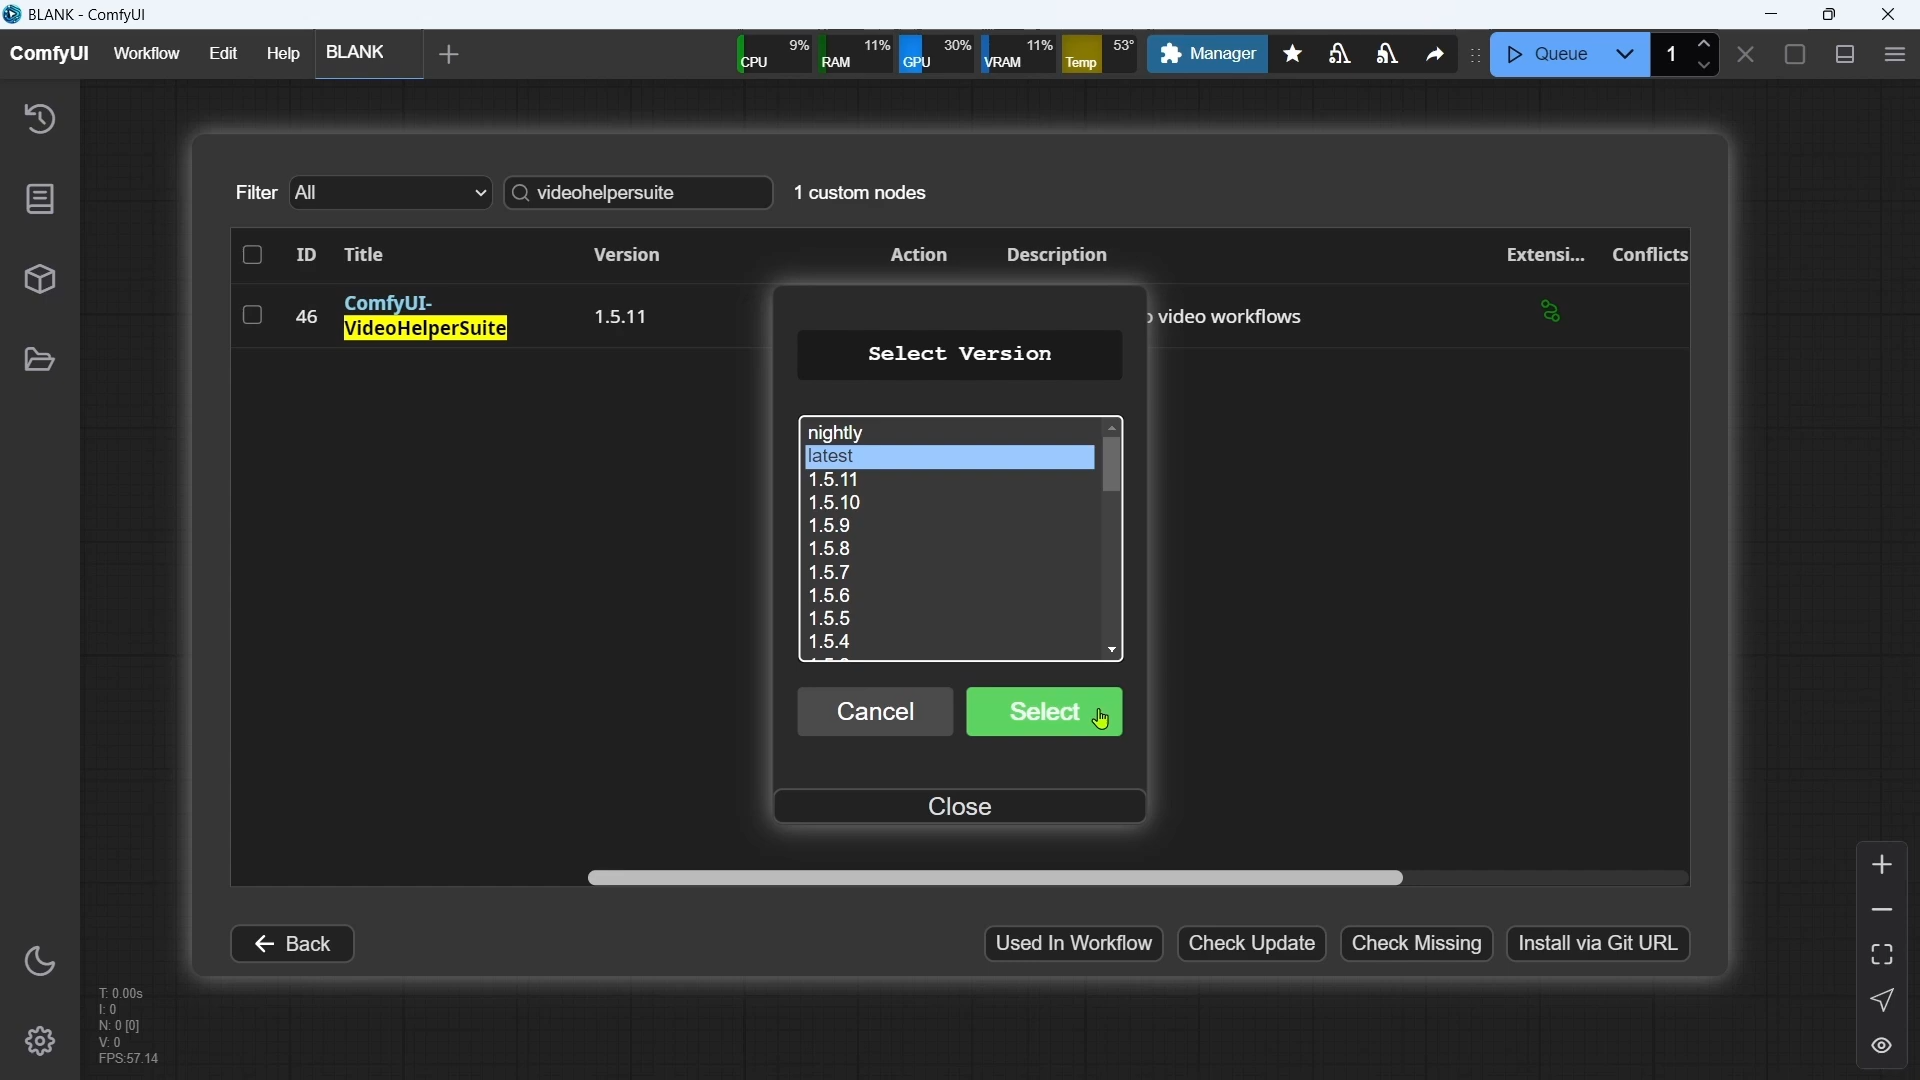 BLANK - ComfyUI
ComfyUI Workflow Edit Help BLANK
CPU 9% RAM 11% GPU 30% VRAM 11% Temp 53° Manager Queue 1
Filter All videohelpersuite 1 custom nodes
ID Title Version Action Description Extensi... Conflicts
46 ComfyUI-
VideoHelperSuite
1.5.11
video workflows
Select Version
nightly
latest
1.5.11
1.5.10
1.5.9
1.5.8
1.5.7
1.5.6
1.5.5
1.5.4
Cancel Select
Close
Back Used In Workflow Check Update Check Missing Install via Git URL
T: 0.00s
I: 0
N: 0 [0]
V: 0
FPS:57.14